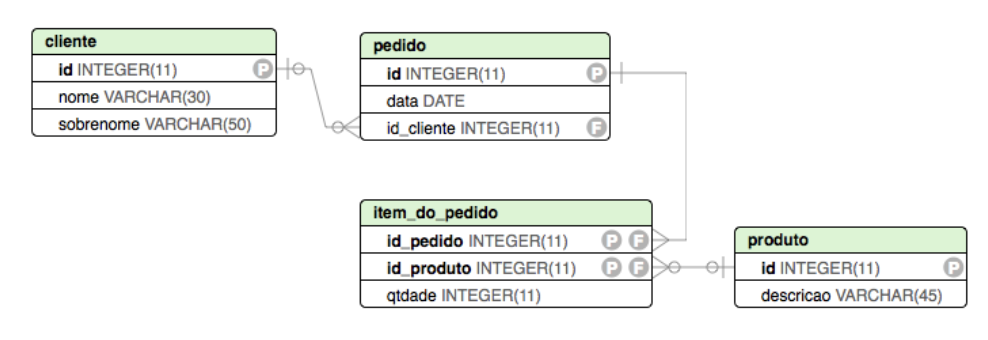 cliente
id INTEGER(11) P
nome VARCHAR(30)
sobrenome VARCHAR(50)
pedido
id INTEGER(11) P
data DATE
id_cliente INTEGER(11) F
item_do_pedido
id_pedido INTEGER(11) P F
id_produto INTEGER(11) P F
qtdade INTEGER(11)
produto
id INTEGER(11) P
descricao VARCHAR(45)